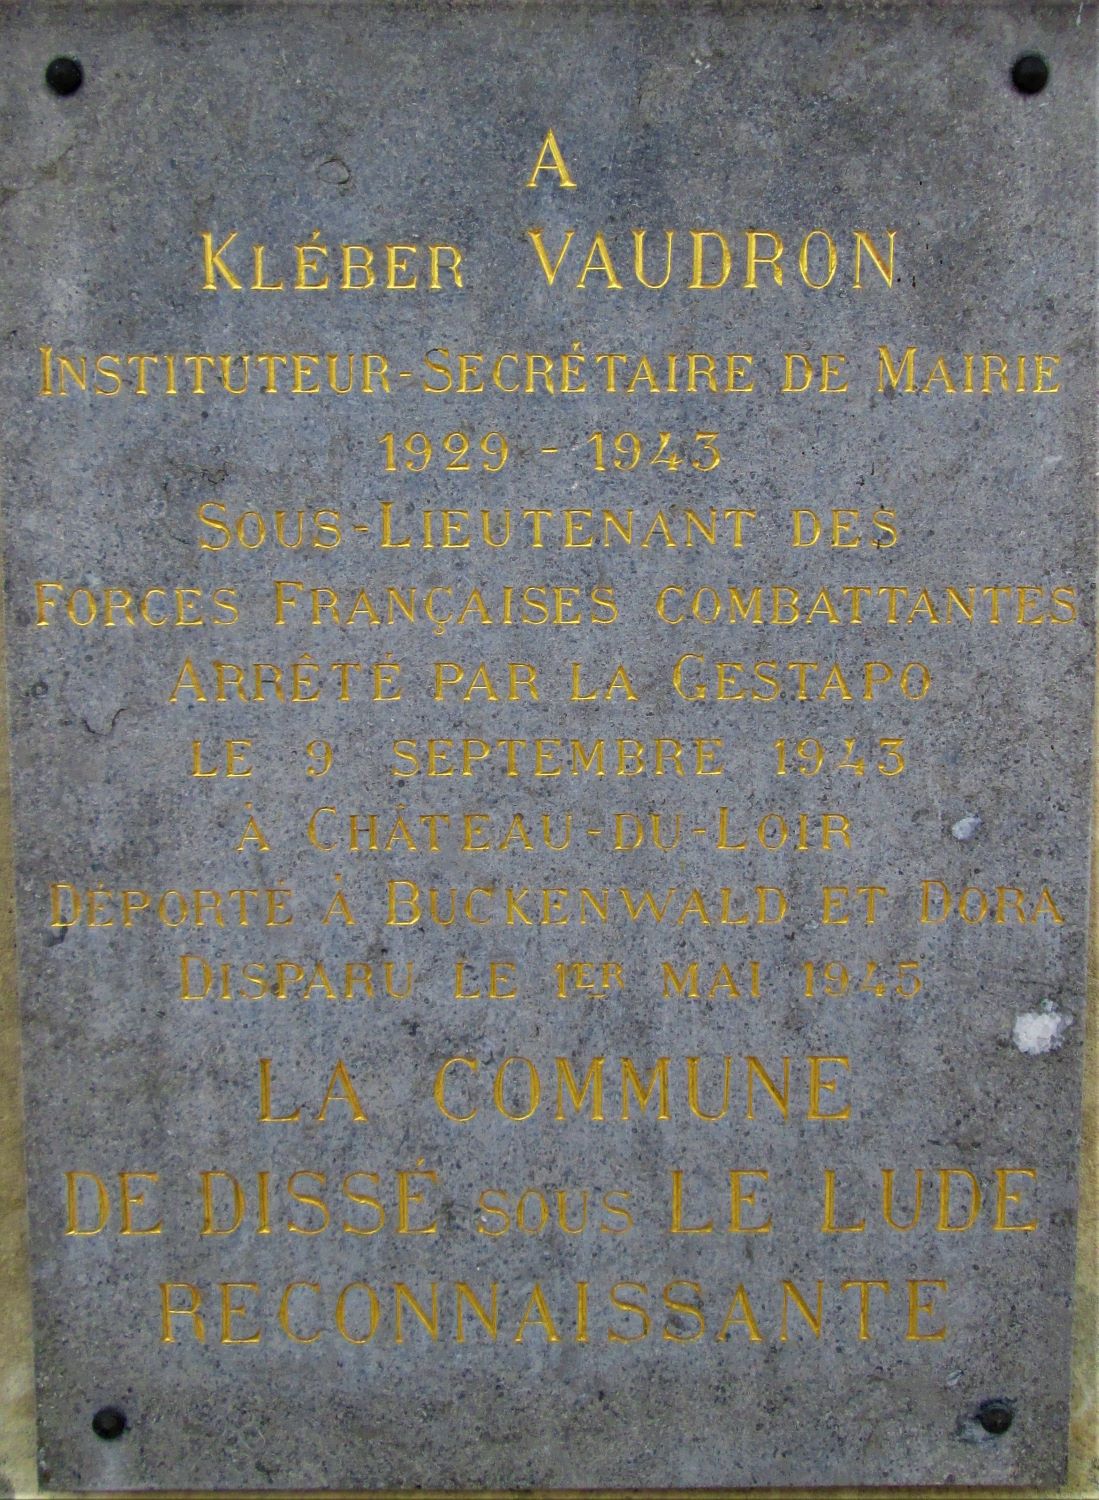 A
KLÉBER VAUDRON
INSTITUTEUR-SECRÉTAIRE DE MAIRIE
1929 - 1943
SOUS-LIEUTENANT DES
FORCES FRANÇAISES COMBATTANTES
ARRÊTÉ PAR LA GESTAPO
LE 9 SEPTEMBRE 1943
À CHÂTEAU-DU-LOIR
DÉPORTÉ À BUCKENWALD ET DORA
DISPARU LE 1ER MAI 1945
LA COMMUNE
DE DISSÉ SOUS LE LUDE
RECONNAISSANTE